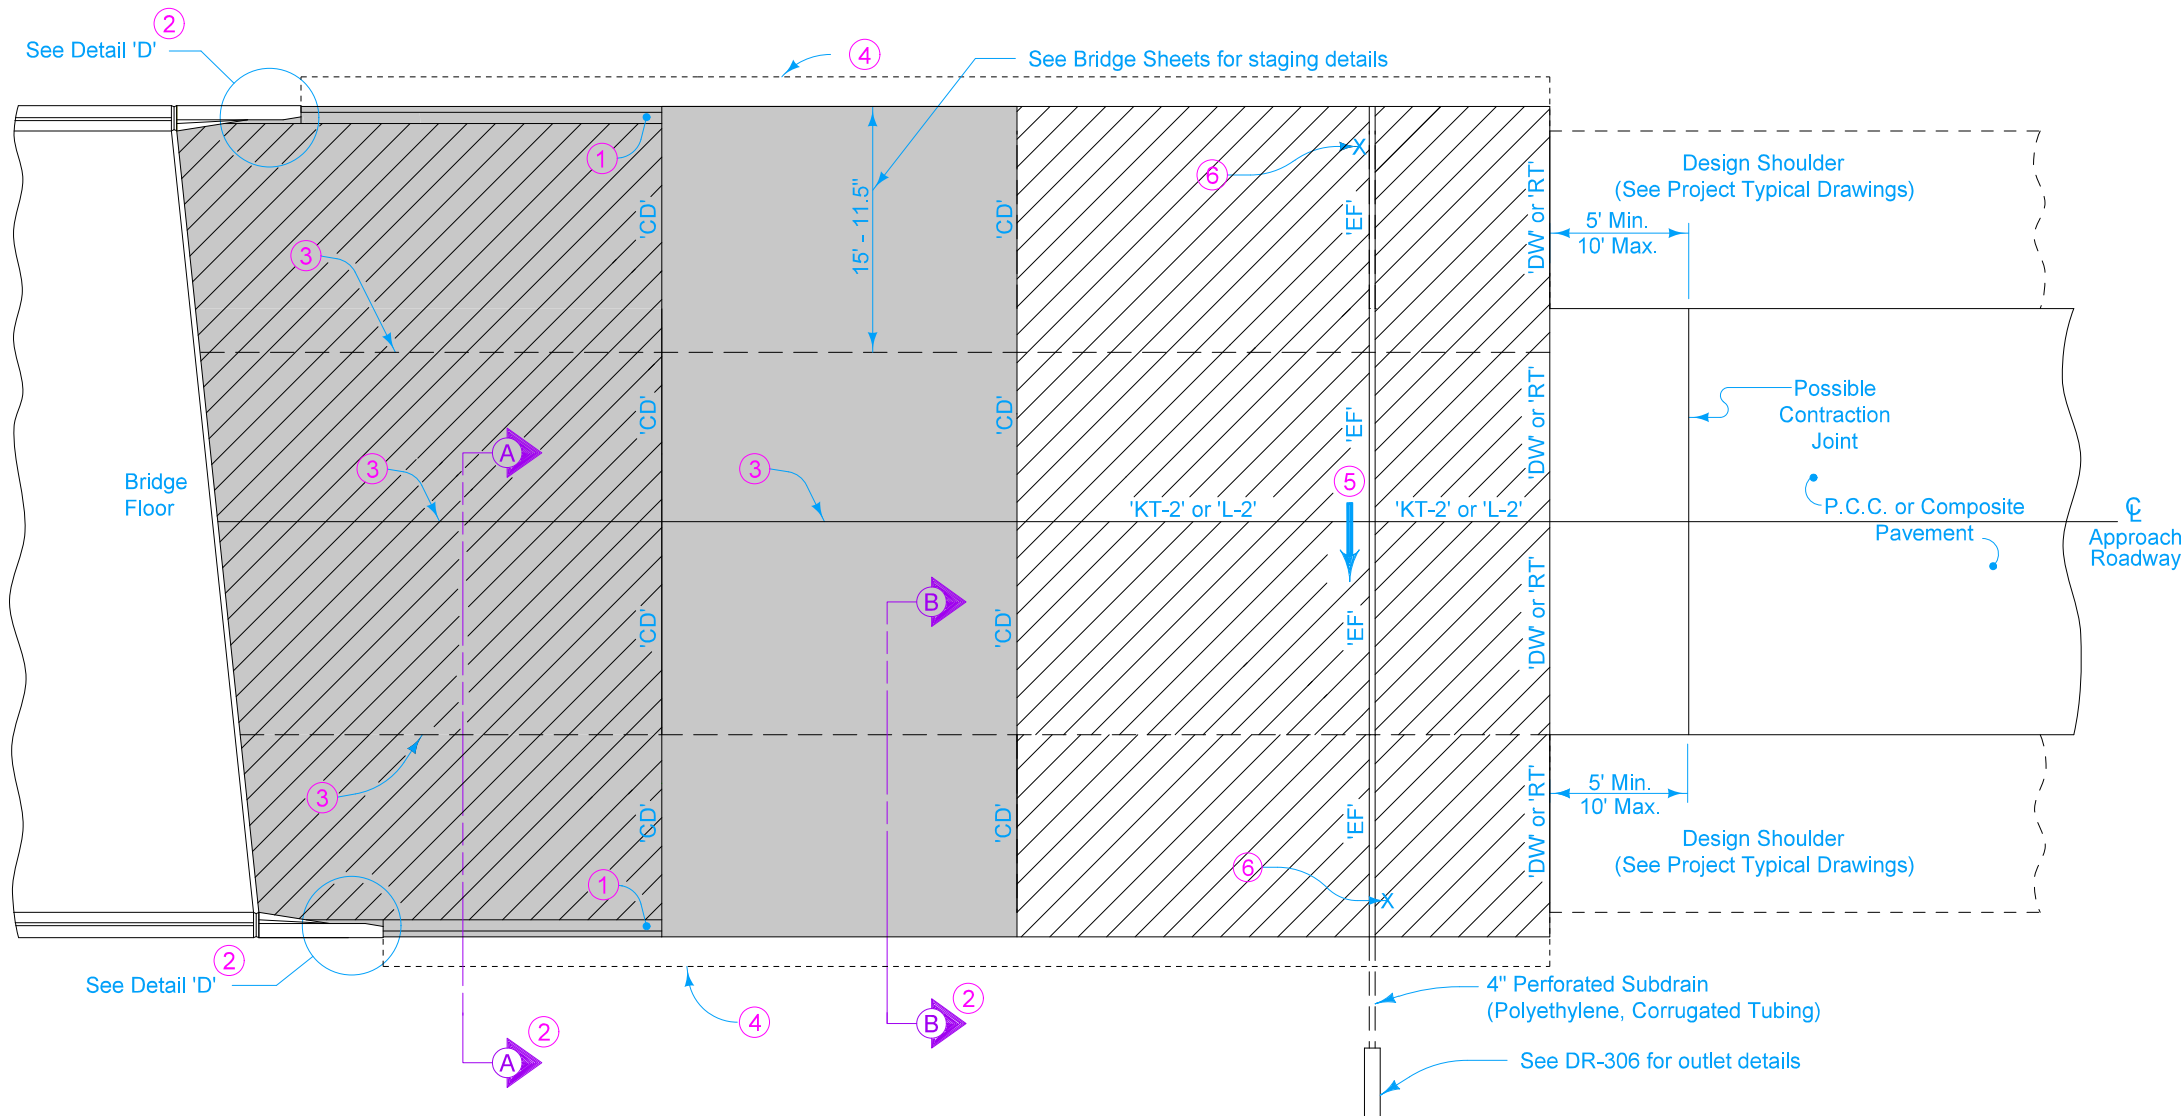 2
See Detail 'D'
4
See Bridge Sheets for staging details
1
6
Design Shoulder
(See Project Typical Drawings)
'CD'
'CD'
15' - 11.5"
'EF'
'DW' or 'RT'
5' Min.
10' Max.
3
'CD'
'CD'
'EF'
'DW' or 'RT'
Possible
Contraction
Joint
A
3
3
5
Bridge
Floor
'KT-2' or 'L-2'
'KT-2' or 'L-2'
P.C.C. or Composite
Pavement
CL
Approach
Roadway
B
'CD'
'CD'
'EF'
'DW' or 'RT'
3
'CD'
'CD'
'EF'
'DW' or 'RT'
5' Min.
10' Max.
Design Shoulder
(See Project Typical Drawings)
1
6
2
See Detail 'D'
4
2
B
2
A
4" Perforated Subdrain
(Polyethylene, Corrugated Tubing)
See DR-306 for outlet details
X
X